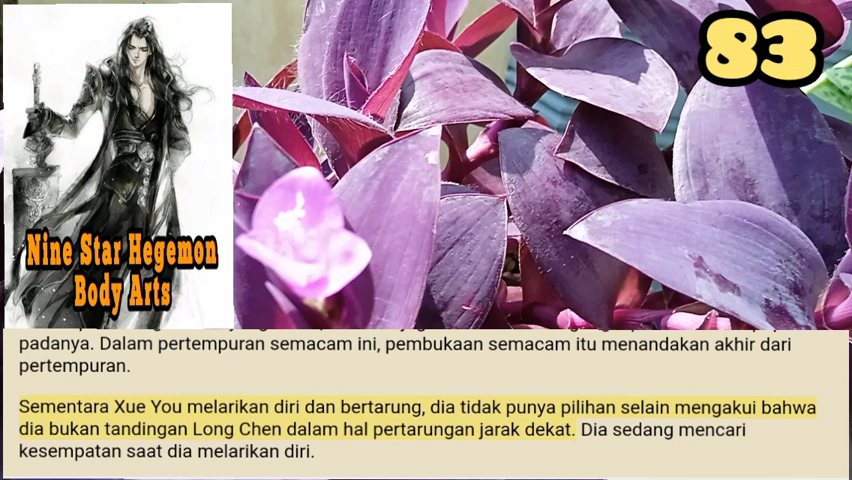 83
Nine Star Hegemon
Body Arts
padanya. Dalam pertempuran semacam ini, pembukaan semacam itu menandakan akhir dari
pertempuran.
Sementara Xue You melarikan diri dan bertarung, dia tidak punya pilihan selain mengakui bahwa
dia bukan tandingan Long Chen dalam hal pertarungan jarak dekat. Dia sedang mencari
kesempatan saat dia melarikan diri.